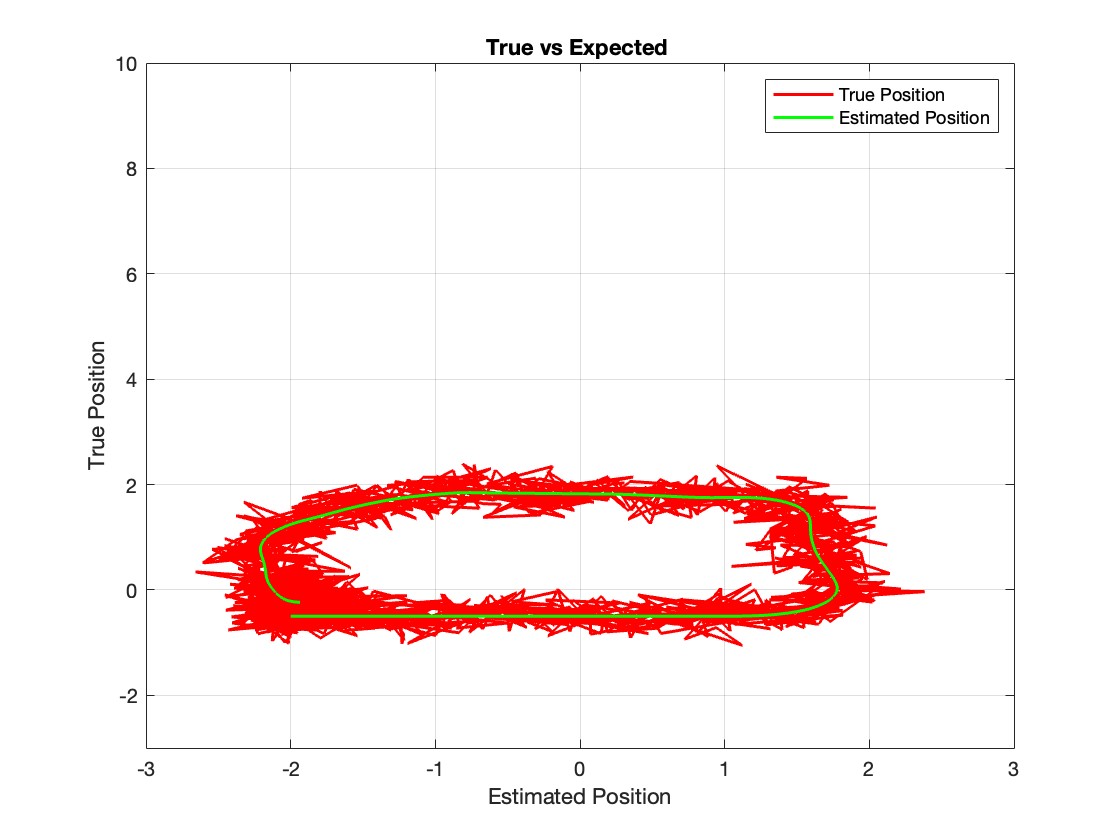 True vs Expected
True Position
Estimated Position
10
8
6
4
2
0
-2
True Position
-3
-2
-1
0
1
2
3
Estimated Position